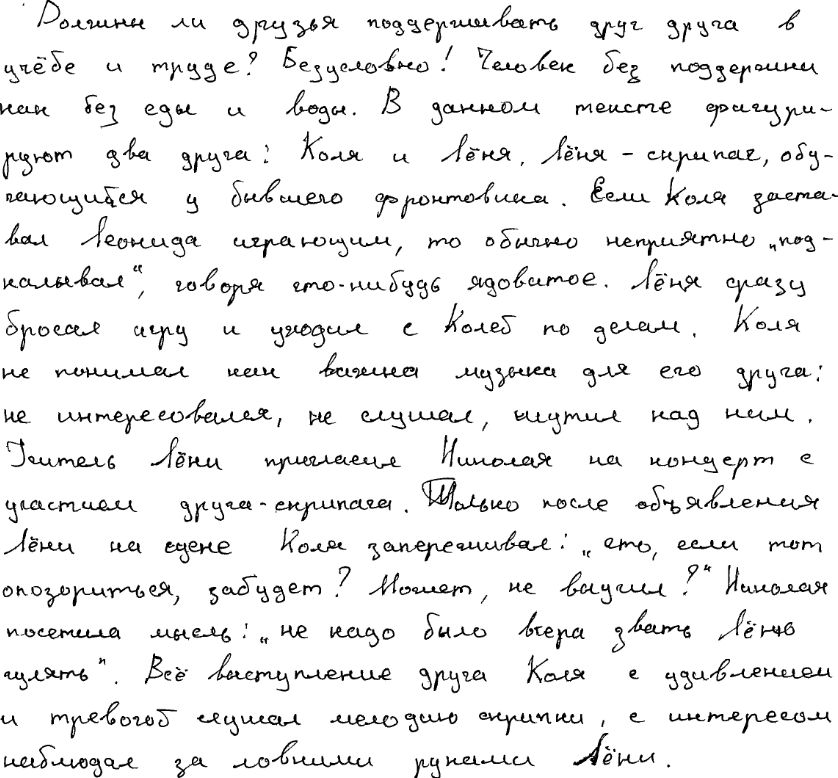 Должны ли друзья поддерживать друг друга в
учёбе и труде? Безусловно! Человек без поддержки
как без еды и воды. В данном тексте фигури-
руют два друга: Коля и Лёня. Лёня - скрипач, обу-
чающийся у бывшего фронтовика. Если Коля заста-
вал Леонида играющим, то обычно неприятно „под-
калывал“, говоря что-нибудь ядовитое. Лёня сразу
бросал игру и уходил с Колей по делам. Коля
не понимал как важна музыка для его друга:
не интересовался, не слушал, шутил над ним.
Учитель Лёни пригласил Николая на концерт с
участием друга-скрипача. Только после объявления
Лёни на сцене Коля запереживал: „что, если тот
опозориться, забудет? Может, не выучил?“ Николая
посетила мысль: „не надо было вчера звать Лёню
гулять“. Всё выступление друга Коля с удивлением
и тревогой слушал мелодию скрипки, с интересом
наблюдал за ловкими руками Лёни.